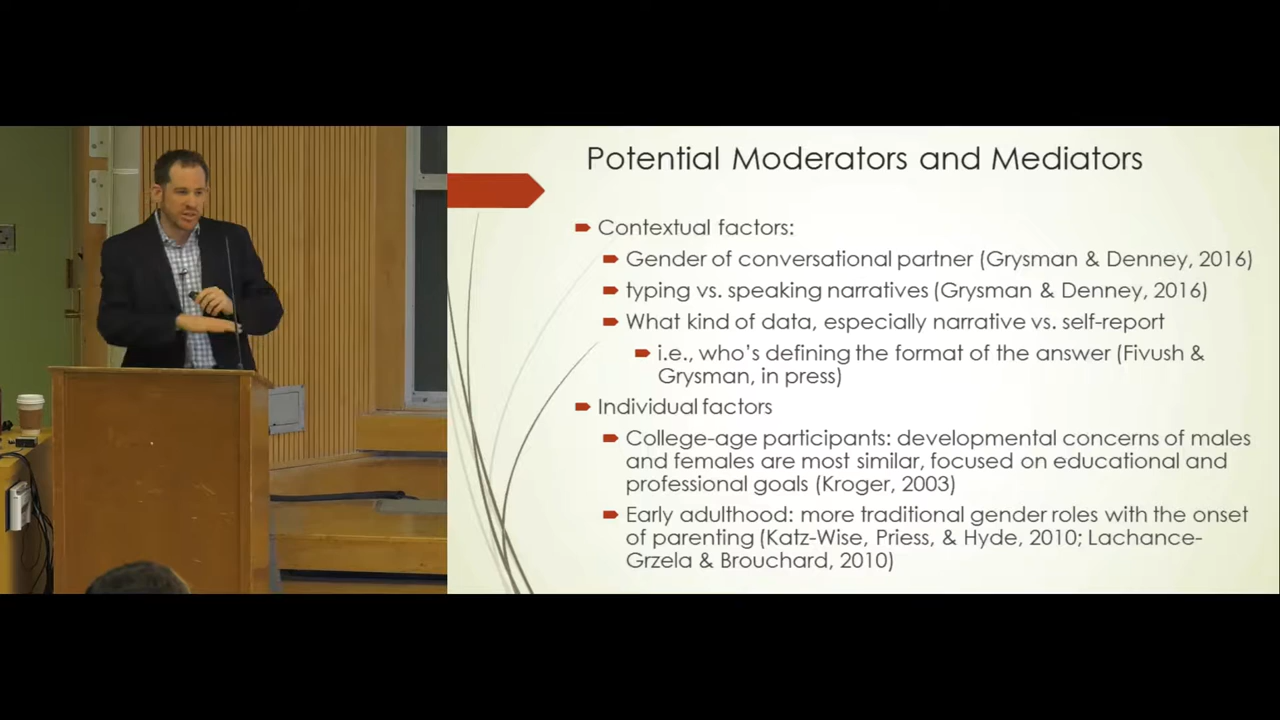 Potential Moderators and Mediators
Contextual factors:
Gender of conversational partner (Grysman & Denney, 2016)
typing vs. speaking narratives (Grysman & Denney, 2016)
What kind of data, especially narrative vs. self-report
i.e., who's defining the format of the answer (Fivush &
Grysman, in press)
Individual factors
College-age participants: developmental concerns of males
and females are most similar, focused on educational and
professional goals (Kroger, 2003)
Early adulthood: more traditional gender roles with the onset
of parenting (Katz-Wise, Priess, & Hyde, 2010; Lachance-
Grzela & Brouchard, 2010)